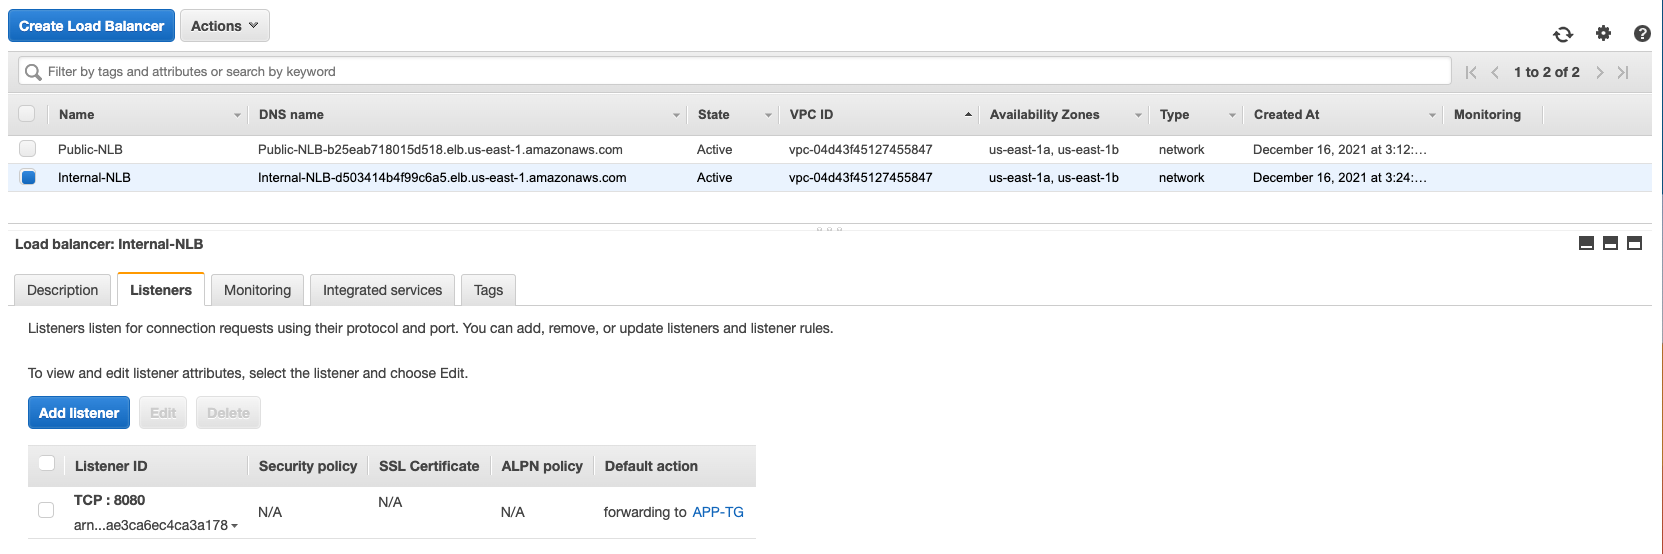 Create Load Balancer Actions
Filter by tags and attributes or search by keyword 1 to 2 of 2
Name DNS name State VPC ID Availability Zones Type Created At Monitoring
Public-NLB Public-NLB-b25eab718015d518.elb.us-east-1.amazonaws.com Active vpc-04d43f45127455847 us-east-1a, us-east-1b network December 16, 2021 at 3:12:...
Internal-NLB Internal-NLB-d503414b4f99c6a5.elb.us-east-1.amazonaws.com Active vpc-04d43f45127455847 us-east-1a, us-east-1b network December 16, 2021 at 3:24:...
Load balancer: Internal-NLB
Description Listeners Monitoring Integrated services Tags
Listeners listen for connection requests using their protocol and port. You can add, remove, or update listeners and listener rules.
To view and edit listener attributes, select the listener and choose Edit.
Add listener Edit Delete
Listener ID Security policy SSL Certificate ALPN policy Default action
TCP : 8080
arn...ae3ca6ec4ca3a178 N/A N/A N/A forwarding to APP-TG